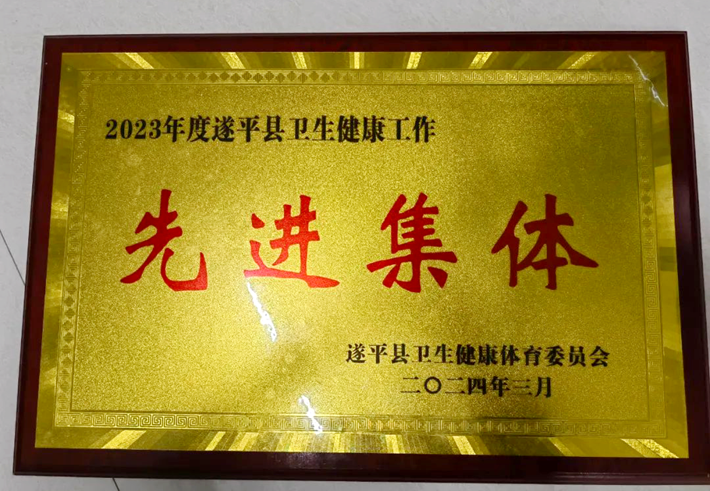 2023年度遂平县卫生健康工作
先进集体
遂平县卫生健康体育委员会
二〇二四年三月